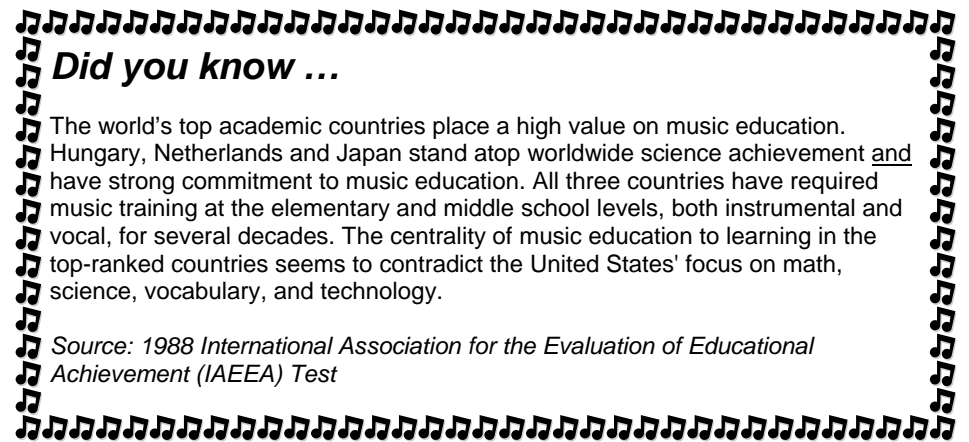 Did you know …
The world’s top academic countries place a high value on music education.
Hungary, Netherlands and Japan stand atop worldwide science achievement and
have strong commitment to music education. All three countries have required
music training at the elementary and middle school levels, both instrumental and
vocal, for several decades. The centrality of music education to learning in the
top-ranked countries seems to contradict the United States' focus on math,
science, vocabulary, and technology.
Source: 1988 International Association for the Evaluation of Educational
Achievement (IAEEA) Test